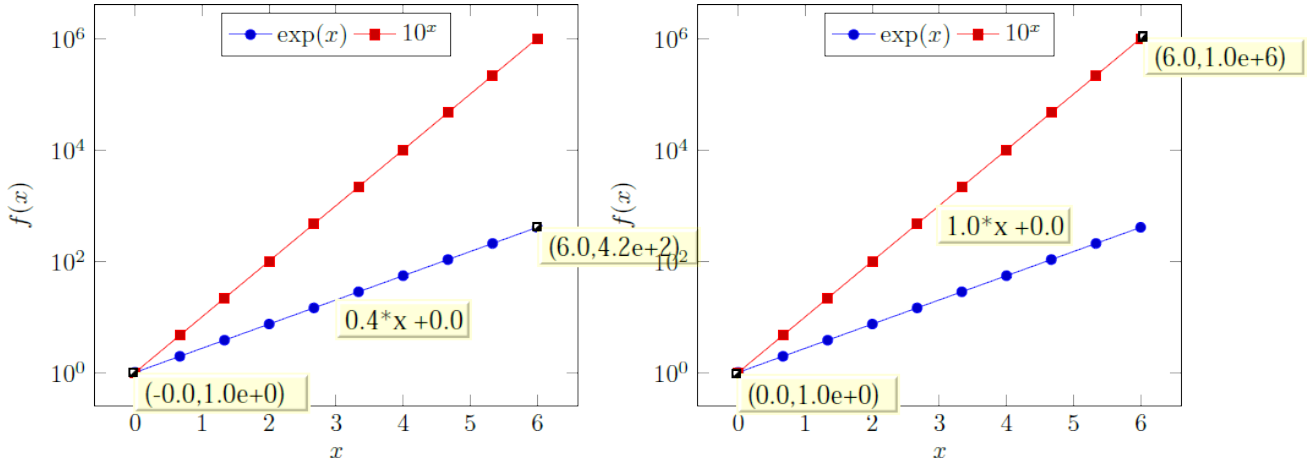 exp(x) 10^x
10^6
10^4
10^2
10^0
f(x)
(6.0,4.2e+2)
0.4*x +0.0
(-0.0,1.0e+0)
0 1 2 3 4 5 6
x
exp(x) 10^x
10^6
10^4
10^2
10^0
f(x)
(6.0,1.0e+6)
1.0*x +0.0
(0.0,1.0e+0)
0 1 2 3 4 5 6
x